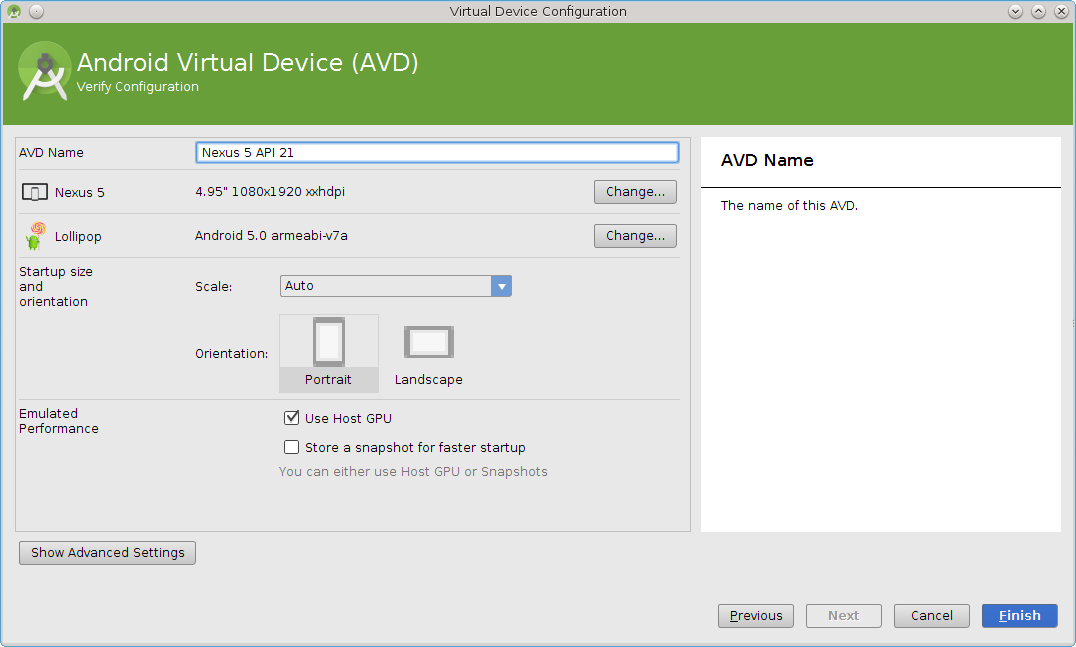 Virtual Device Configuration
Android Virtual Device (AVD)
Verify Configuration
AVD Name
Nexus 5 API 21
Nexus 5
4.95" 1080x1920 xxhdpi
Change...
Lollipop
Android 5.0 armeabi-v7a
Change...
Startup size
and
orientation
Scale:
Auto
Orientation:
Portrait
Landscape
Emulated
Performance
Use Host GPU
Store a snapshot for faster startup
You can either use Host GPU or Snapshots
AVD Name
The name of this AVD.
Show Advanced Settings
Previous
Next
Cancel
Finish